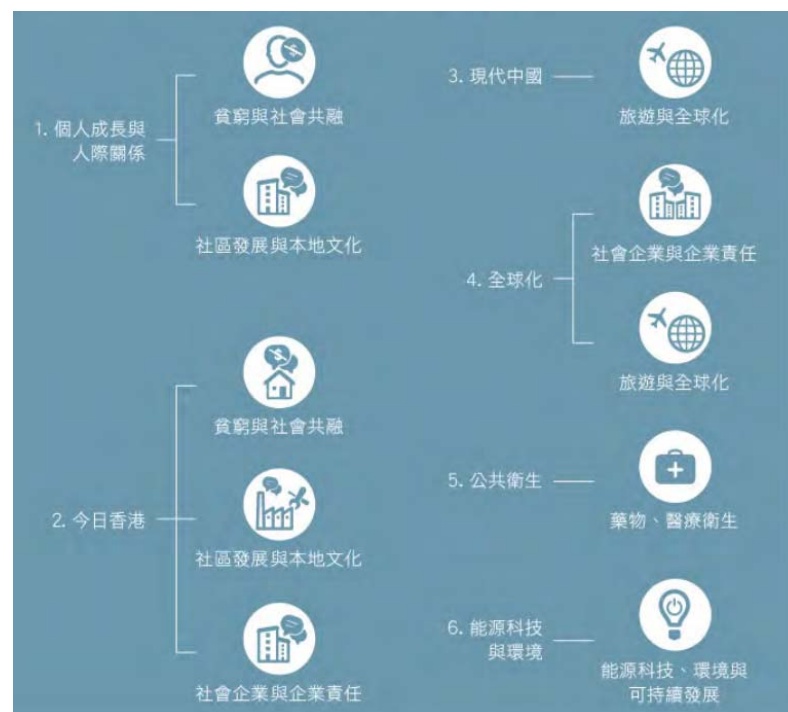 1. 個人成長與
人際關係
貧窮與社會共融
社區發展與本地文化
2. 今日香港
貧窮與社會共融
社區發展與本地文化
社會企業與企業責任
3. 現代中國
旅遊與全球化
4. 全球化
社會企業與企業責任
旅遊與全球化
5. 公共衞生
藥物、醫療衞生
6. 能源科技
與環境
能源科技、環境與
可持續發展